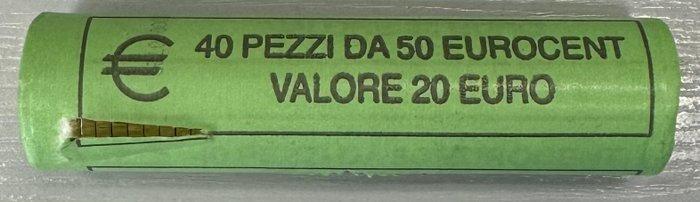 € 40 PEZZI DA 50 EUROCENT
VALORE 20 EURO